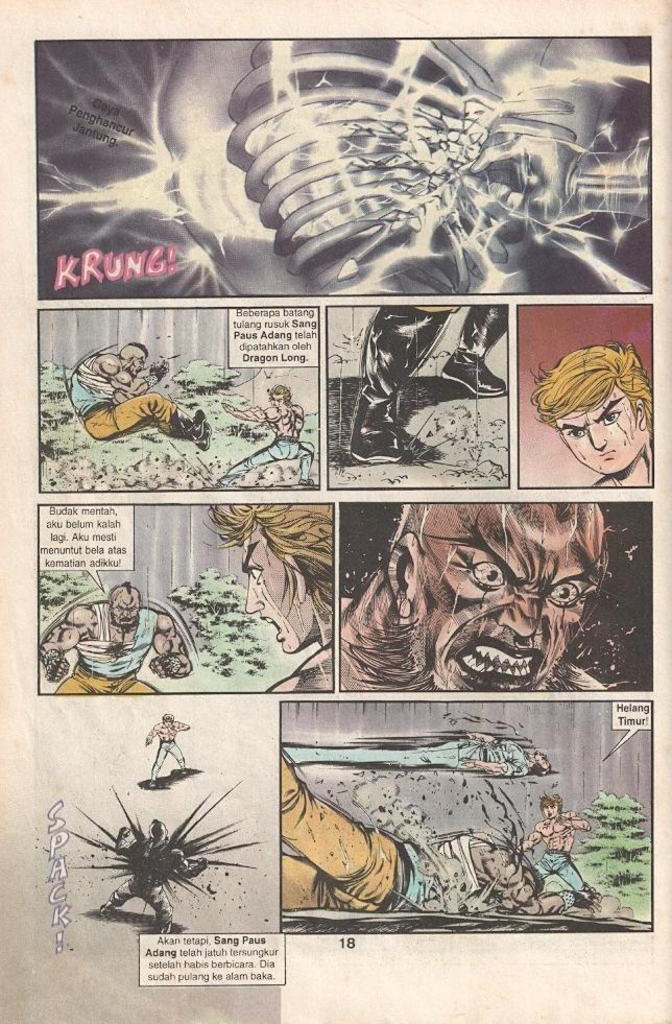 Gaya
Penghancur
Jantung.
KRUNG!
Beberapa batang
tulang rusuk Sang
Paus Adang telah
dipatahkan oleh
Dragon Long.
Budak mentah,
aku belum kalah
lagi. Aku mesti
menuntut bela atas
kematian adikku!
SPACK!
Helang
Timur!
Akan tetapi, Sang Paus
Adang telah jatuh tersungkur
setelah habis berbicara. Dia
sudah pulang ke alam baka.
18